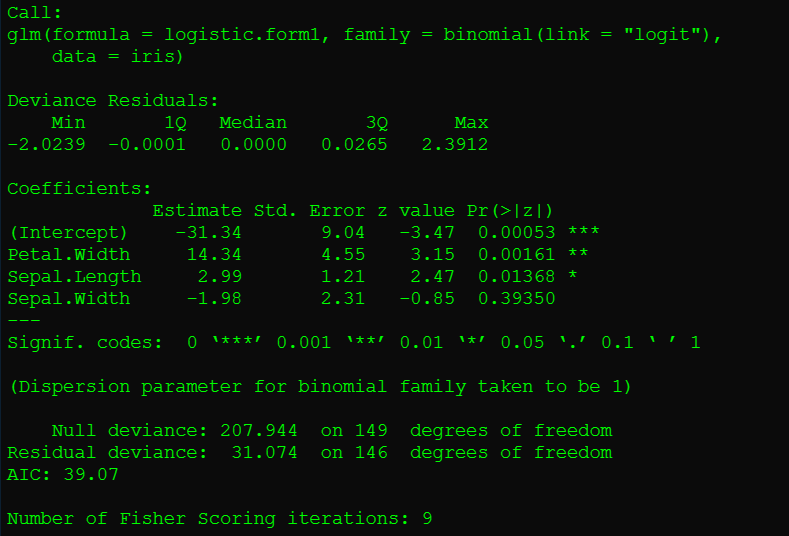 Call:
glm(formula = logistic.form1, family = binomial(link = "logit"),
    data = iris)
Deviance Residuals:
    Min       1Q   Median       3Q      Max
-2.0239  -0.0001   0.0000   0.0265   2.3912
Coefficients:
             Estimate Std. Error z value Pr(>|z|)
(Intercept)    -31.34       9.04   -3.47  0.00053 ***
Petal.Width     14.34       4.55    3.15  0.00161 **
Sepal.Length     2.99       1.21    2.47  0.01368 *
Sepal.Width     -1.98       2.31   -0.85  0.39350
---
Signif. codes:  0 ‘***’ 0.001 ‘**’ 0.01 ‘*’ 0.05 ‘.’ 0.1 ‘ ’ 1
(Dispersion parameter for binomial family taken to be 1)
    Null deviance: 207.944  on 149  degrees of freedom
Residual deviance:  31.074  on 146  degrees of freedom
AIC: 39.07
Number of Fisher Scoring iterations: 9